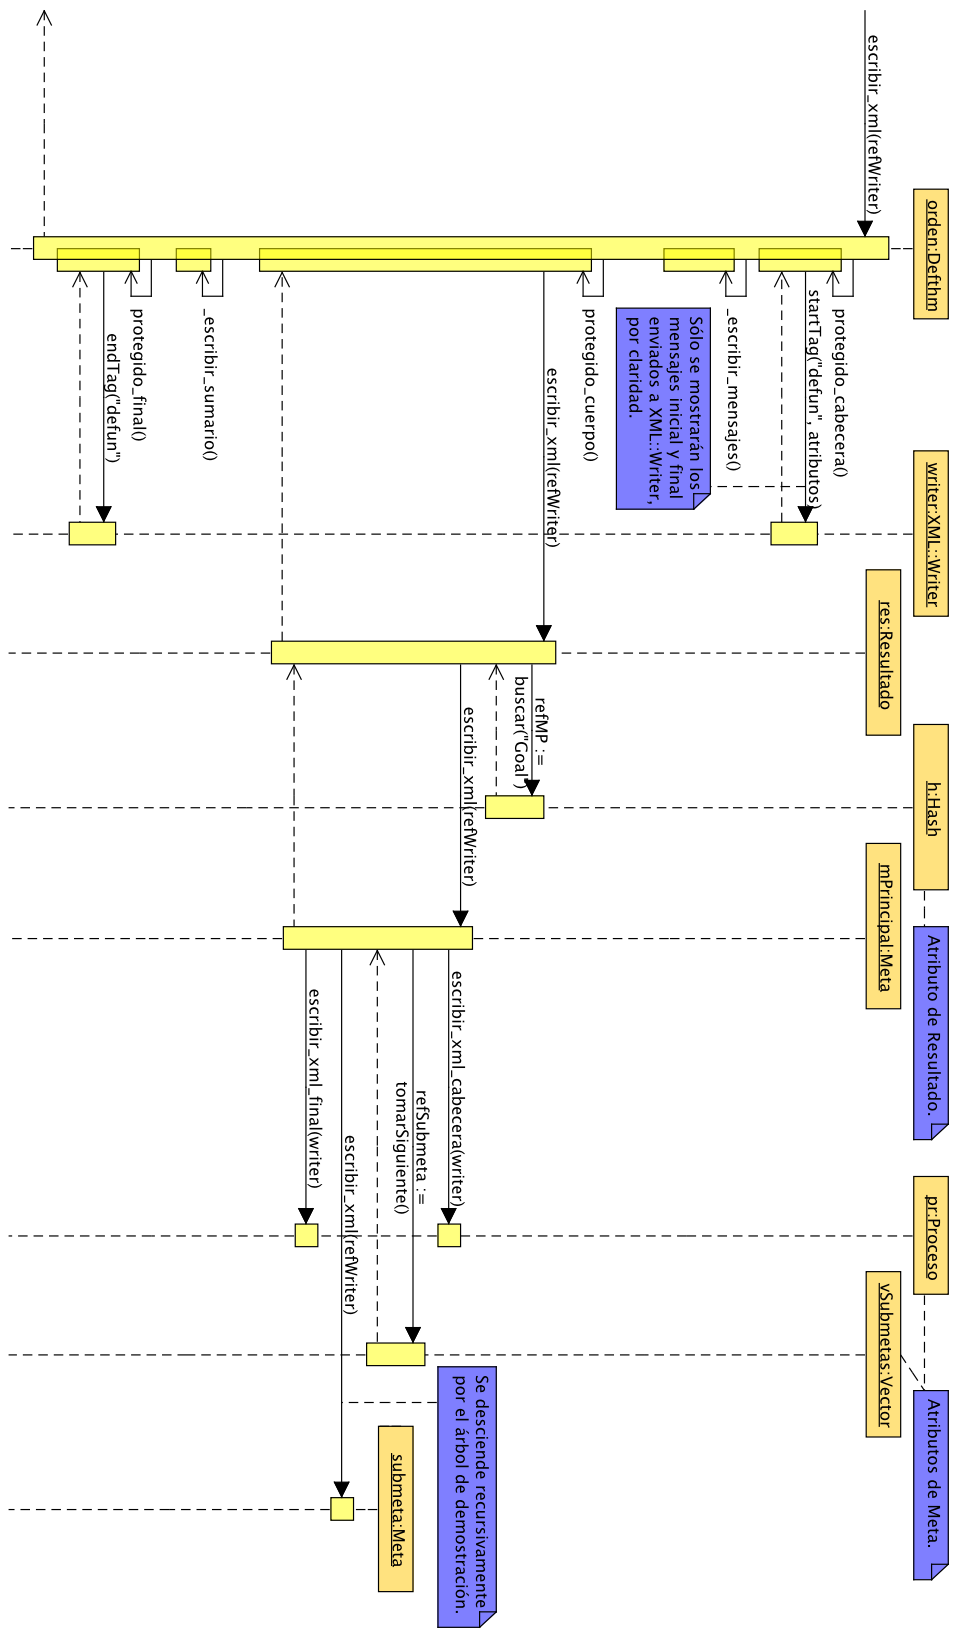 escribir_xml(refWriter)
orden:Defthm
writer:XML::Writer
res:Resultado
h:Hash
Atributo de Resultado.
mPrincipal:Meta
pr:Proceso
Atributos de Meta.
vSubmetas:Vector
protegido_cabecera()
startTag("defun", atributos)
_escribir_mensajes()
Sólo se mostrarán los
mensajes inicial y final
enviados a XML::Writer,
por claridad.
protegido_cuerpo()
escribir_xml(refWriter)
refMP :=
buscar("Goal")
escribir_xml(refWriter)
escribir_xml_cabecera(writer)
refSubmeta :=
tomarSiguiente()
Se desciende recursivamente
por el árbol de demostración.
submeta:Meta
escribir_xml(refWriter)
escribir_xml_final(writer)
_escribir_sumario()
protegido_final()
endTag("defun")